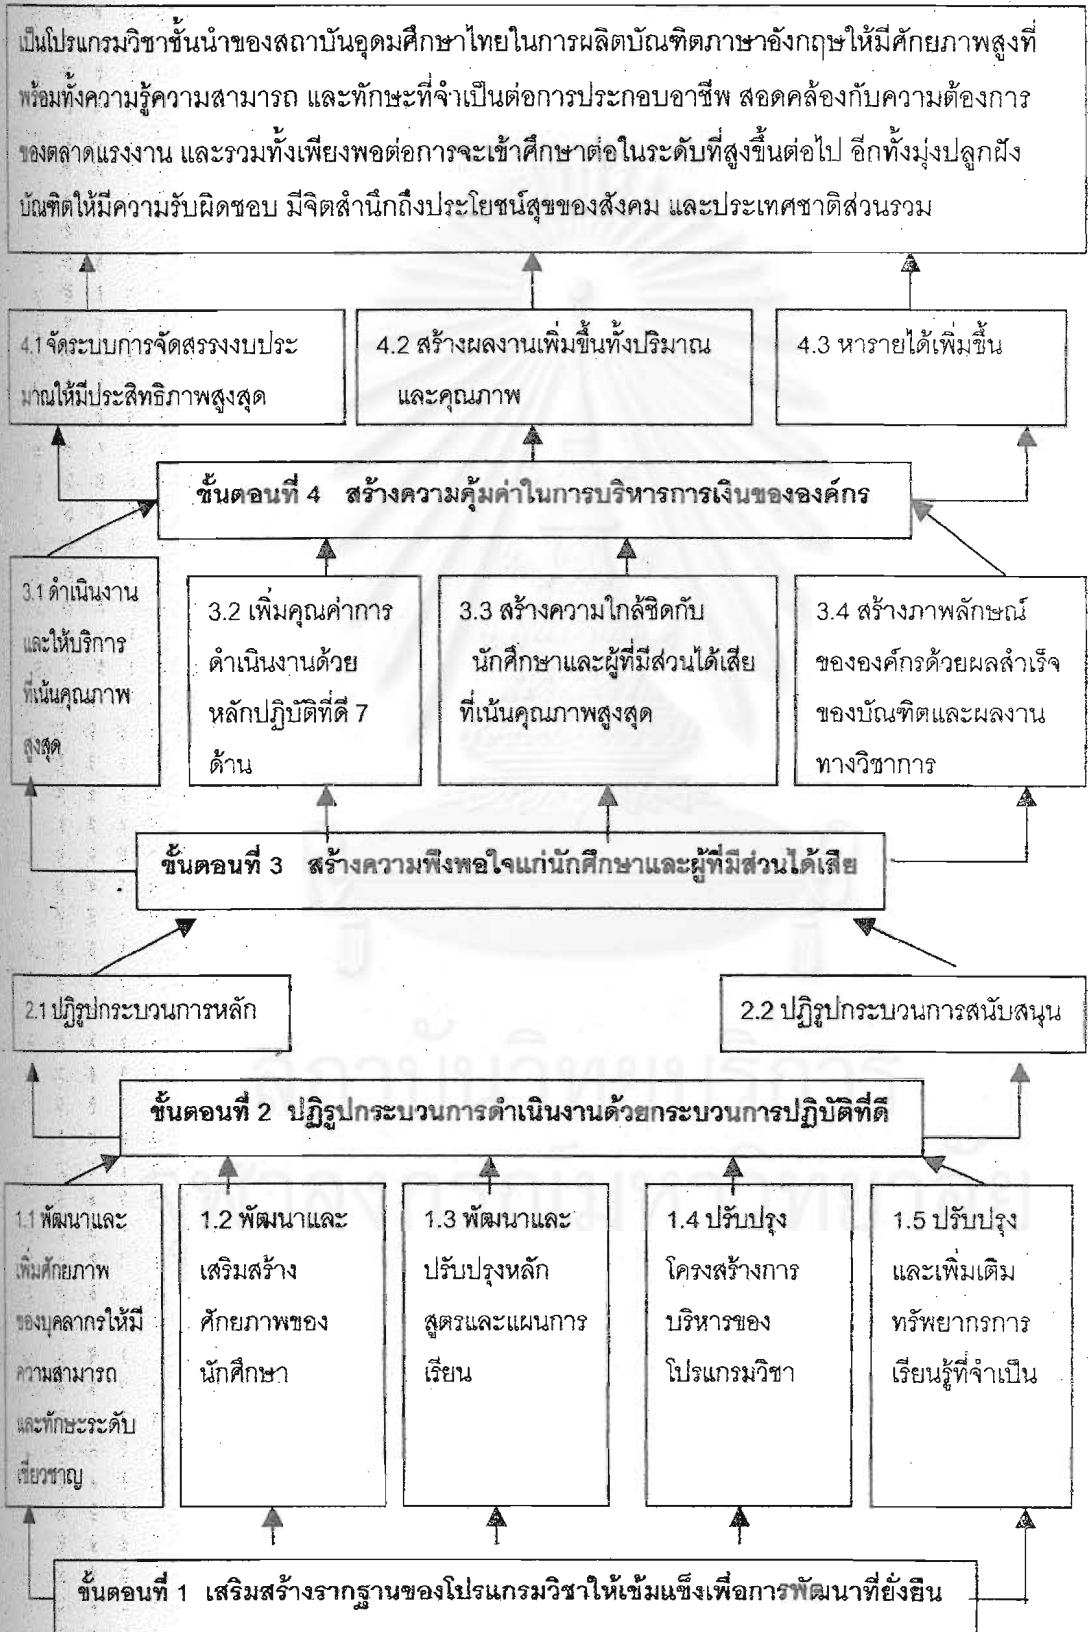 เป็นโปรแกรมวิชาชั้นนำของสถาบันอุดมศึกษาไทยในการผลิตบัณฑิตภาษาอังกฤษให้มีศักยภาพสูงที่
พร้อมทั้งความรู้ความสามารถ และทักษะที่จำเป็นต่อการประกอบอาชีพ สอดคล้องกับความต้องการ
ของตลาดแรงงาน และรวมทั้งเพียงพอต่อการจะเข้าศึกษาต่อในระดับที่สูงขึ้นต่อไป อีกทั้งมุ่งปลูกฝัง
บัณฑิตให้มีความรับผิดชอบ มีจิตสำนึกถึงประโยชน์สุขของสังคม และประเทศชาติส่วนรวม
4.1 จัดระบบการจัดสรรงบประ
มาณให้มีประสิทธิภาพสูงสุด
4.2 สร้างผลงานเพิ่มขึ้นทั้งปริมาณ
และคุณภาพ
4.3 หารายได้เพิ่มขึ้น
ขั้นตอนที่ 4 สร้างความคุ้มค่าในการบริหารการเงินขององค์กร
3.1 ดำเนินงาน
และให้บริการ
ที่เน้นคุณภาพ
สูงสุด
3.2 เพิ่มคุณค่าการ
ดำเนินงานด้วย
หลักปฏิบัติที่ดี 7
ด้าน
3.3 สร้างความใกล้ชิดกับ
นักศึกษาและผู้ที่มีส่วนได้เสีย
ที่เน้นคุณภาพสูงสุด
3.4 สร้างภาพลักษณ์
ขององค์กรด้วยผลสำเร็จ
ของบัณฑิตและผลงาน
ทางวิชาการ
ขั้นตอนที่ 3 สร้างความพึงพอใจแก่นักศึกษาและผู้ที่มีส่วนได้เสีย
2.1 ปฏิรูปกระบวนการหลัก
2.2 ปฏิรูปกระบวนการสนับสนุน
ขั้นตอนที่ 2 ปฏิรูปกระบวนการดำเนินงานด้วยกระบวนการปฏิบัติที่ดี
1.1 พัฒนาและ
เพิ่มศักยภาพ
ของบุคลากรให้มี
ความสามารถ
และทักษะระดับ
เชี่ยวชาญ
1.2 พัฒนาและ
เสริมสร้าง
ศักยภาพของ
นักศึกษา
1.3 พัฒนาและ
ปรับปรุงหลัก
สูตรและแผนการ
เรียน
1.4 ปรับปรุง
โครงสร้างการ
บริหารของ
โปรแกรมวิชา
1.5 ปรับปรุง
และเพิ่มเติม
ทรัพยากรการ
เรียนรู้ที่จำเป็น
ขั้นตอนที่ 1 เสริมสร้างรากฐานของโปรแกรมวิชาให้เข้มแข็งเพื่อการพัฒนาที่ยั่งยืน
สถาบันวิทยบริการ
จุฬาลงกรณ์มหาวิทยาลัย